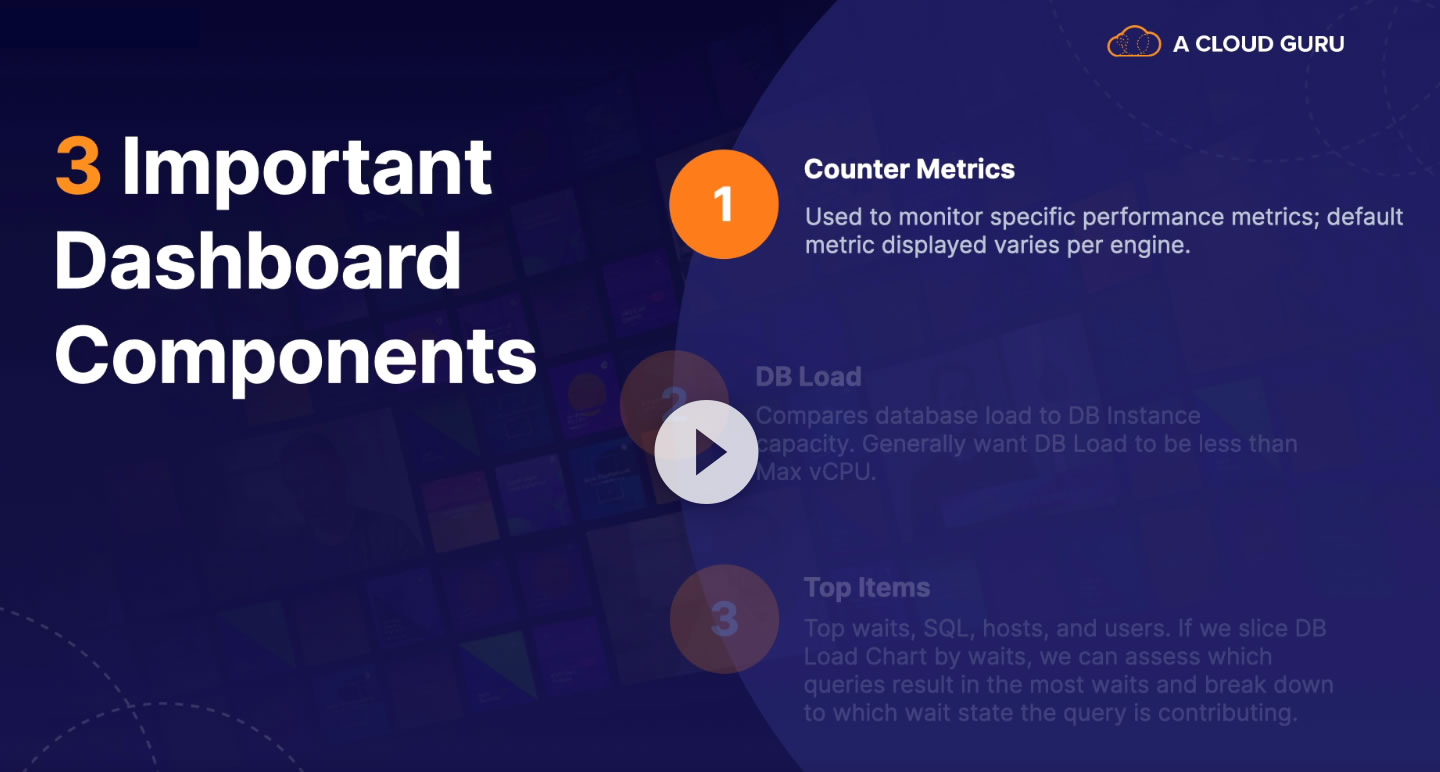 A CLOUD GURU
3 Important
Dashboard
Components
1
Counter Metrics
Used to monitor specific performance metrics; default
metric displayed varies per engine.
2
DB Load
Compares database load to DB Instance
capacity. Generally want DB Load to be less than
Max vCPU.
3
Top Items
Top waits, SQL, hosts, and users. If we slice DB
Load Chart by waits, we can assess which
queries result in the most waits and break down
to which wait state the query is contributing.